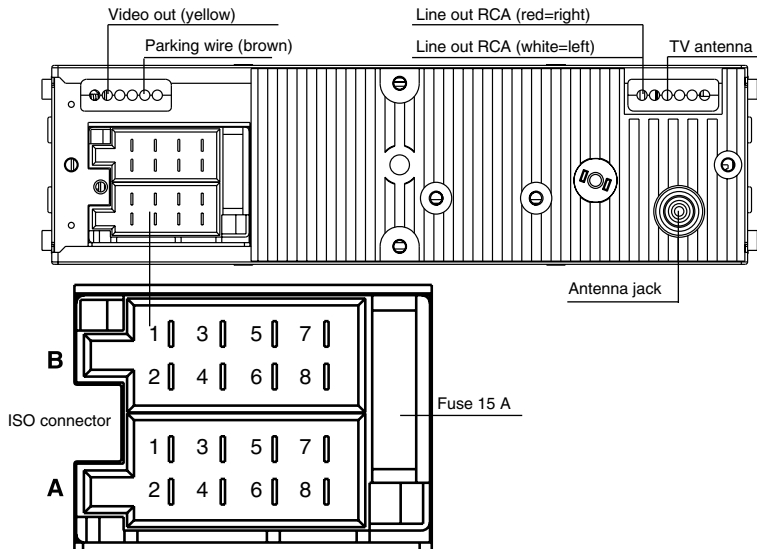 Video out (yellow)
Line out RCA (red=right)
Parking wire (brown)
Line out RCA (white=left)
TV antenna
Antenna jack
B
1 3 5 7
2 4 6 8
Fuse 15 A
ISO connector
A
1 3 5 7
2 4 6 8